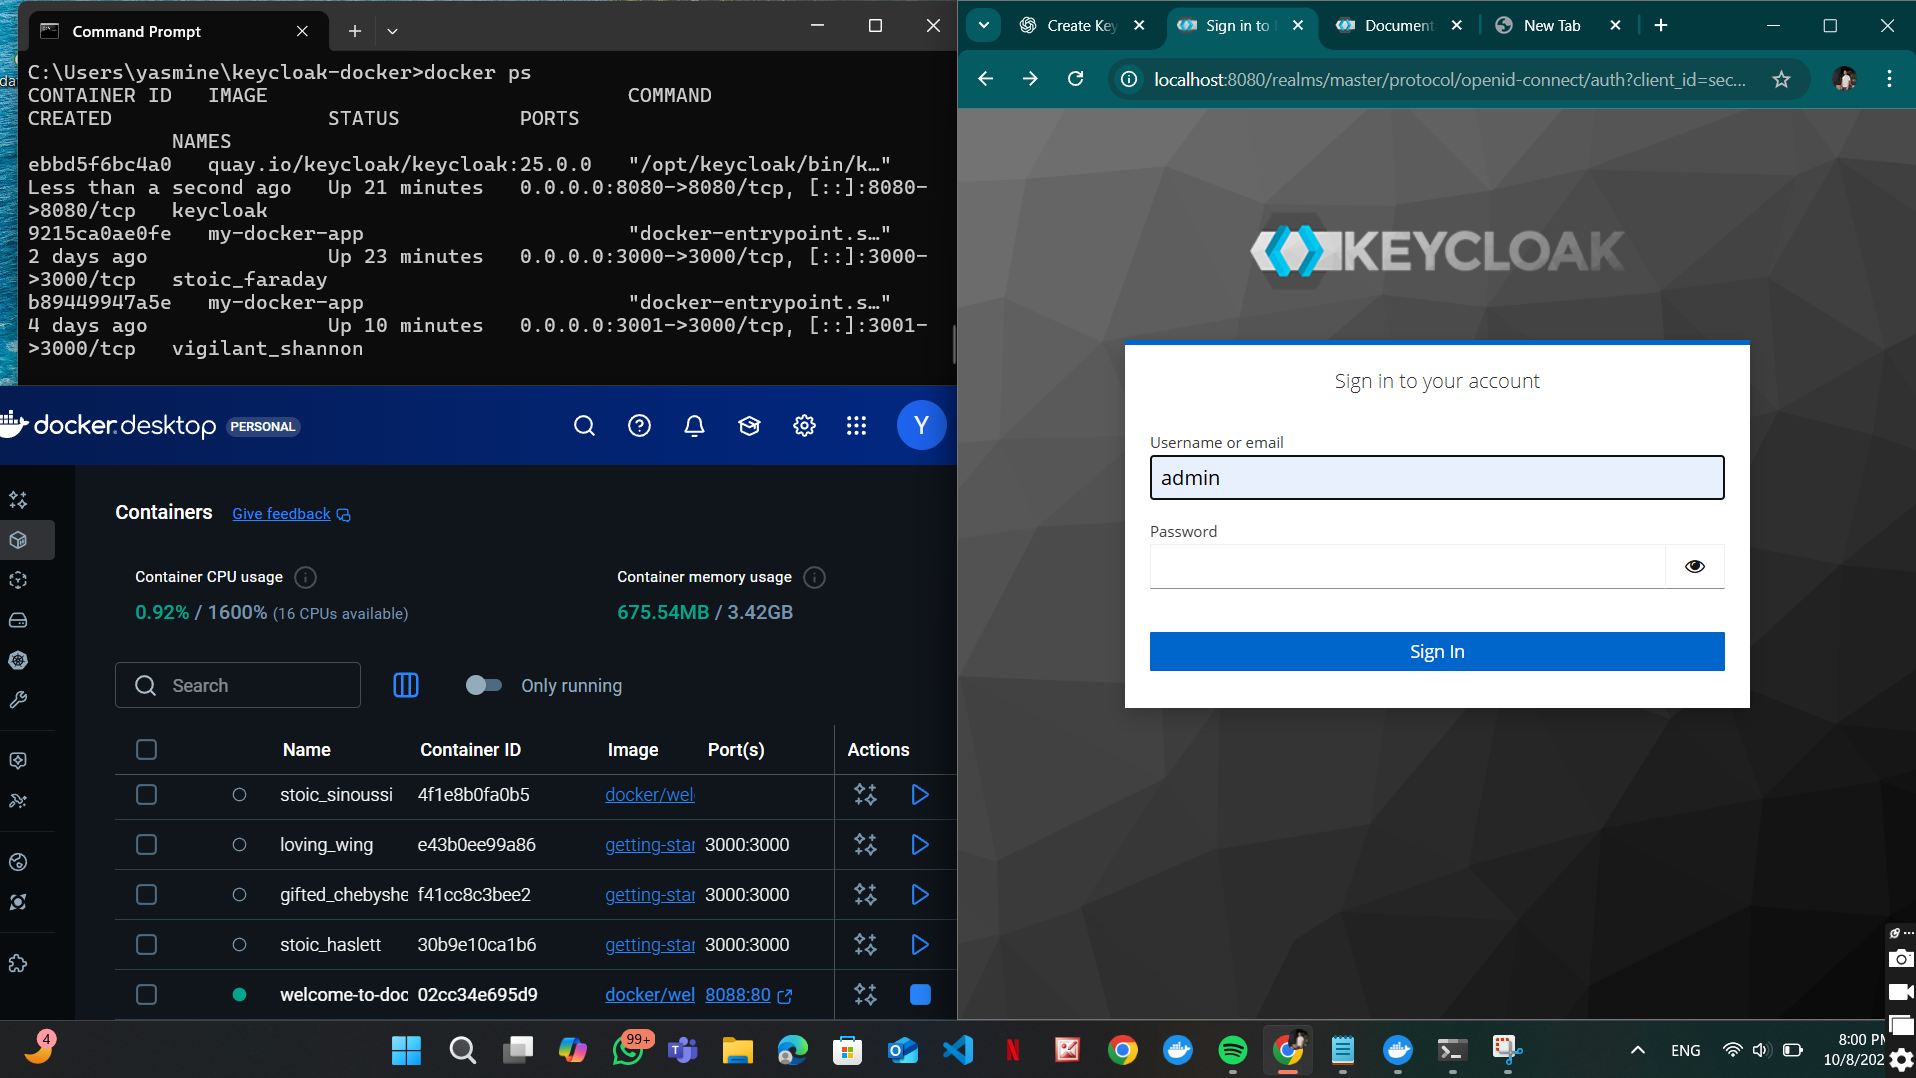 Command Prompt
C:\Users\yasmine\keycloak-docker>docker ps
CONTAINER ID   IMAGE                              COMMAND
CREATED                  STATUS          PORTS
            NAMES
ebbd5f6bc4a0   quay.io/keycloak/keycloak:25.0.0   "/opt/keycloak/bin/k…"
Less than a second ago   Up 21 minutes   0.0.0.0:8080->8080/tcp, [::]:8080-
>8080/tcp   keycloak
9215ca0ae0fe   my-docker-app                      "docker-entrypoint.s…"
2 days ago               Up 23 minutes   0.0.0.0:3000->3000/tcp, [::]:3000-
>3000/tcp   stoic_faraday
b89449947a5e   my-docker-app                      "docker-entrypoint.s…"
4 days ago               Up 10 minutes   0.0.0.0:3001->3000/tcp, [::]:3001-
>3000/tcp   vigilant_shannon
docker.desktop PERSONAL
Y
Containers Give feedback
Container CPU usage
0.92% / 1600% (16 CPUs available)
Container memory usage
675.54MB / 3.42GB
Search
Only running
Name Container ID Image Port(s) Actions
stoic_sinoussi 4f1e8b0fa0b5 docker/wel
loving_wing e43b0ee99a86 getting-star 3000:3000
gifted_chebyshe f41cc8c3bee2 getting-star 3000:3000
stoic_haslett 30b9e10ca1b6 getting-star 3000:3000
welcome-to-doc 02cc34e695d9 docker/wel 8088:80
Create Key
Sign in to
Document
New Tab
localhost:8080/realms/master/protocol/openid-connect/auth?client_id=sec...
KEYCLOAK
Sign in to your account
Username or email
admin
Password
Sign In
4
99+
ENG
8:00 PM
10/8/202